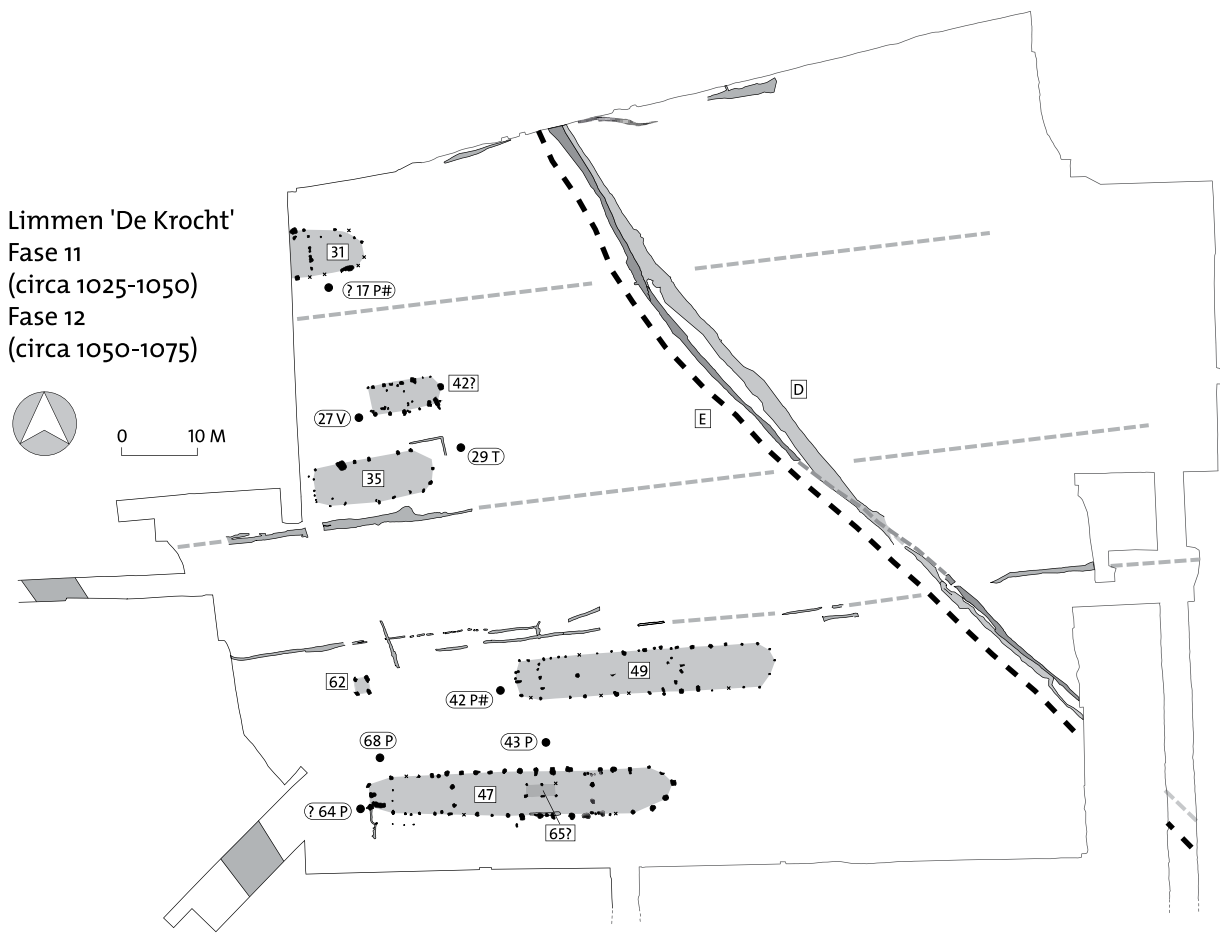 Limmen 'De Krocht'
Fase 11
(circa 1025-1050)
Fase 12
(circa 1050-1075)
0 10 M
31
? 17 P#
42?
27 V
29 T
35
D
E
62
49
42 P#
68 P
43 P
47
? 64 P
65?